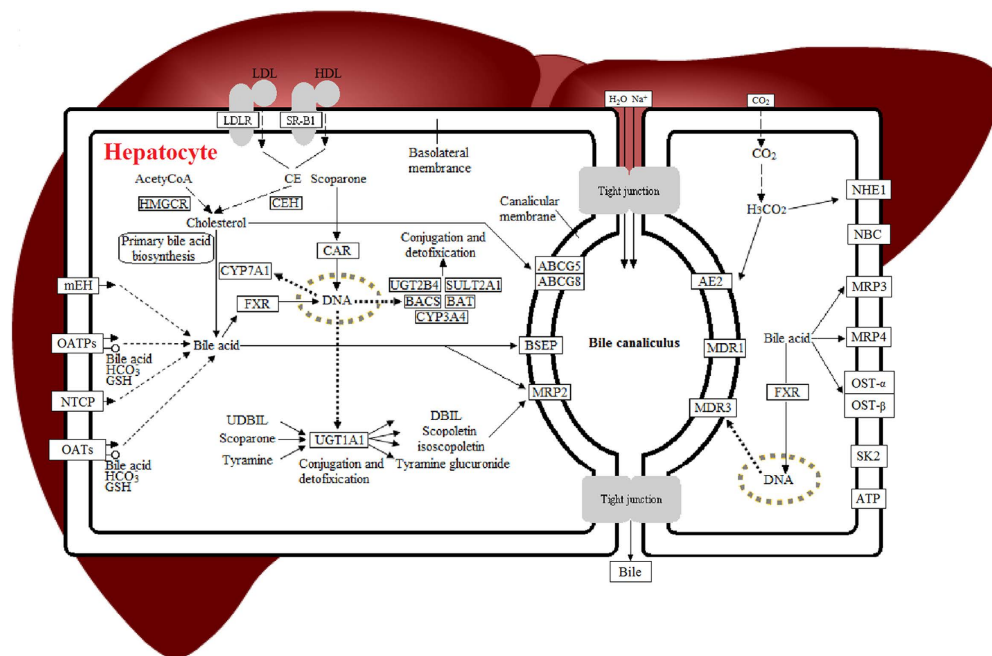 LDL
HDL
H₂O Na⁺
CO₂
LDLR
SR-B1
Hepatocyte
Basolateral
membrance
CO₂
AcetyCoA
CE
Scoparone
Tight junction
NHE1
HMGCR
CEH
Canalicular
membrane
H₃CO₂
Cholesterol
NBC
Primary bile acid
biosynthesis
CAR
Conjugation and
detofixication
ABCG5
ABCG8
AE2
CYP7A1
UGT2B4
SULT2A1
mEH
MRP3
FXR
DNA
BACS
BAT
CYP3A4
OATPs
Bile acid
HCO₃
GSH
Bile acid
BSEP
Bile canaliculus
MDR1
Bile acid
MRP4
NTCP
MRP2
MDR3
FXR
OST-α
OST-β
UDBIL
DBIL
Scoparone
UGT1A1
Scopoletin
isoscopoletin
Tyramine
Tyramine glucuronide
OATs
Bile acid
HCO₃
GSH
Conjugation and
detofixication
SK2
DNA
Tight junction
ATP
Bile